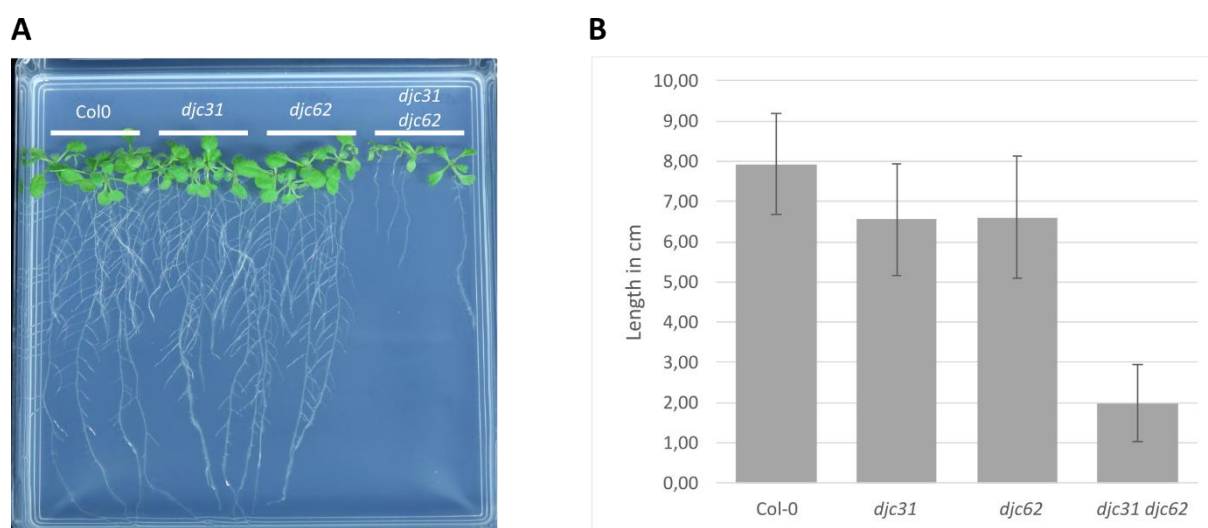 A
Col0
djc31
djc62
djc31
djc62
B
10,00
9,00
8,00
7,00
6,00
5,00
4,00
3,00
2,00
1,00
0,00
Length in cm
Col-0
djc31
djc62
djc31 djc62